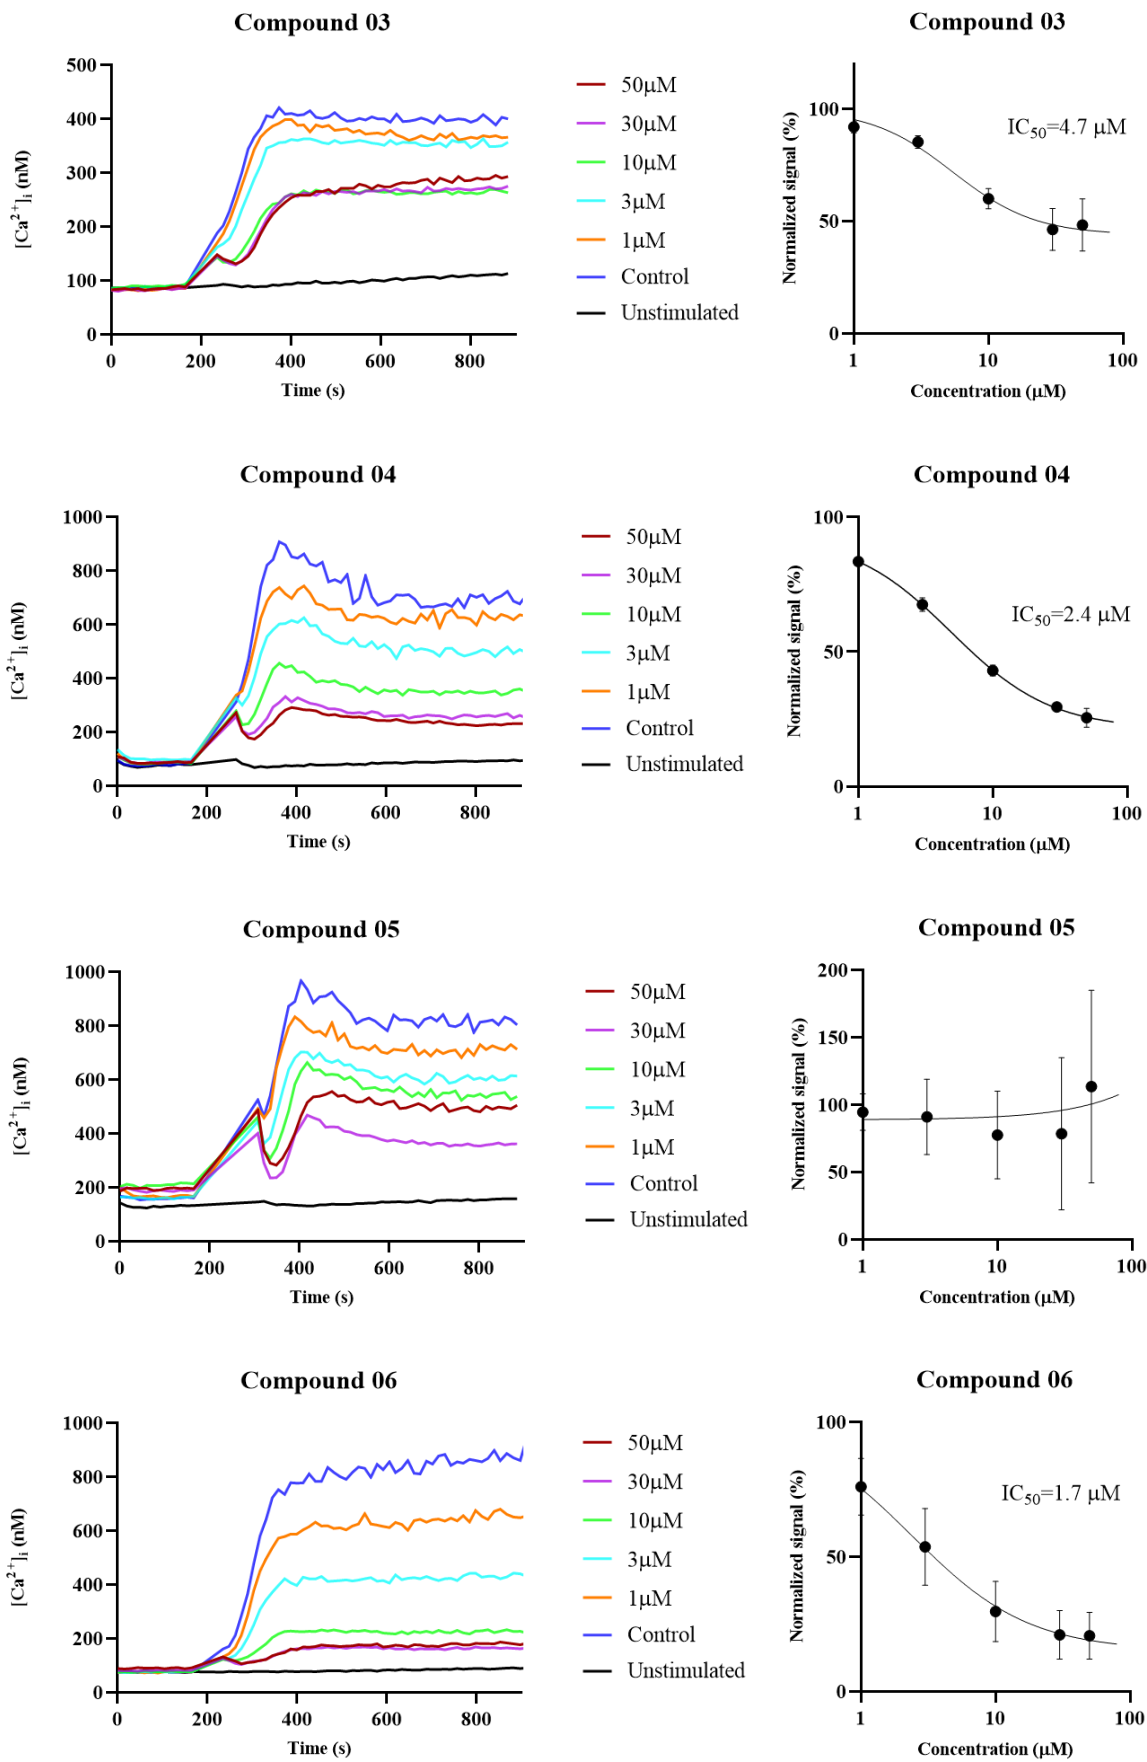 Compound 03
500
400
300
200
100
0
[Ca²⁺]ᵢ (nM)
0 200 400 600 800
Time (s)
50μM
30μM
10μM
3μM
1μM
Control
Unstimulated
Compound 03
100
50
0
Normalized signal (%)
IC₅₀=4.7 μM
1 10 100
Concentration (μM)
Compound 04
1000
800
600
400
200
0
[Ca²⁺]ᵢ (nM)
0 200 400 600 800
Time (s)
50μM
30μM
10μM
3μM
1μM
Control
Unstimulated
Compound 04
100
50
0
Normalized signal (%)
IC₅₀=2.4 μM
1 10 100
Concentration (μM)
Compound 05
1000
800
600
400
200
0
[Ca²⁺]ᵢ (nM)
0 200 400 600 800
Time (s)
50μM
30μM
10μM
3μM
1μM
Control
Unstimulated
Compound 05
200
150
100
50
0
Normalized signal (%)
1 10 100
Concentration (μM)
Compound 06
1000
800
600
400
200
0
[Ca²⁺]ᵢ (nM)
0 200 400 600 800
Time (s)
50μM
30μM
10μM
3μM
1μM
Control
Unstimulated
Compound 06
100
50
0
Normalized signal (%)
IC₅₀=1.7 μM
1 10 100
Concentration (μM)